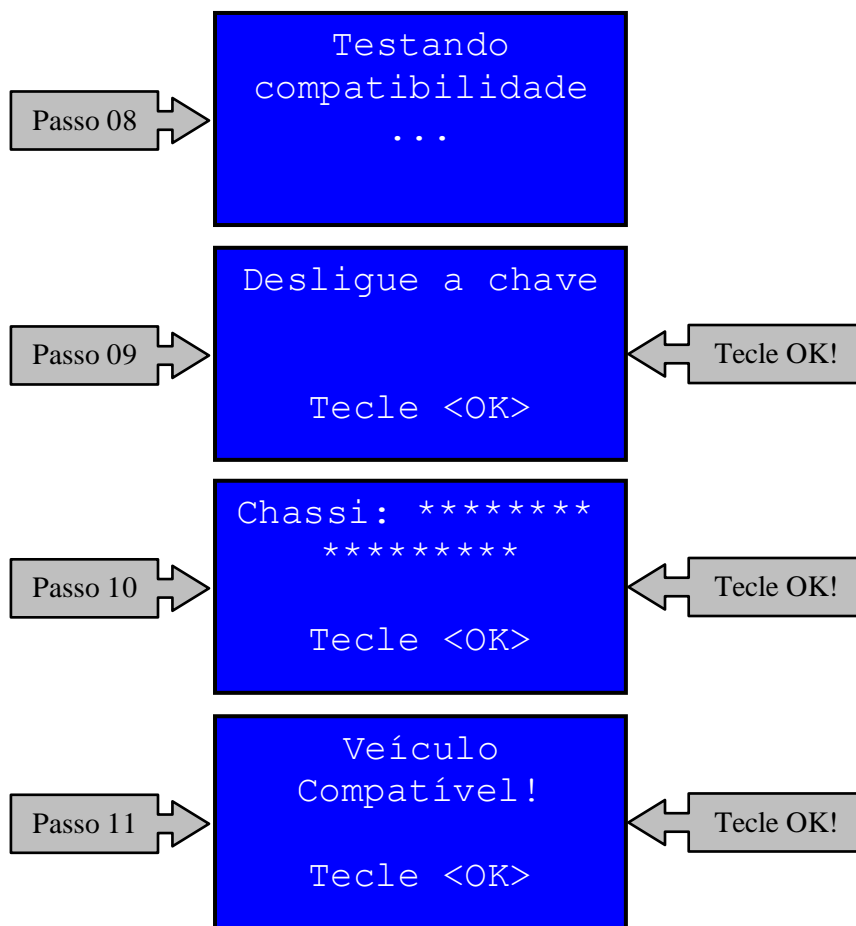 Testando
compatibilidade
...
Passo 08
Desligue a chave
Passo 09
Tecle OK!
Tecle <OK>
Chassi: ********
*********
Passo 10
Tecle OK!
Tecle <OK>
Veículo
Compatível!
Passo 11
Tecle OK!
Tecle <OK>